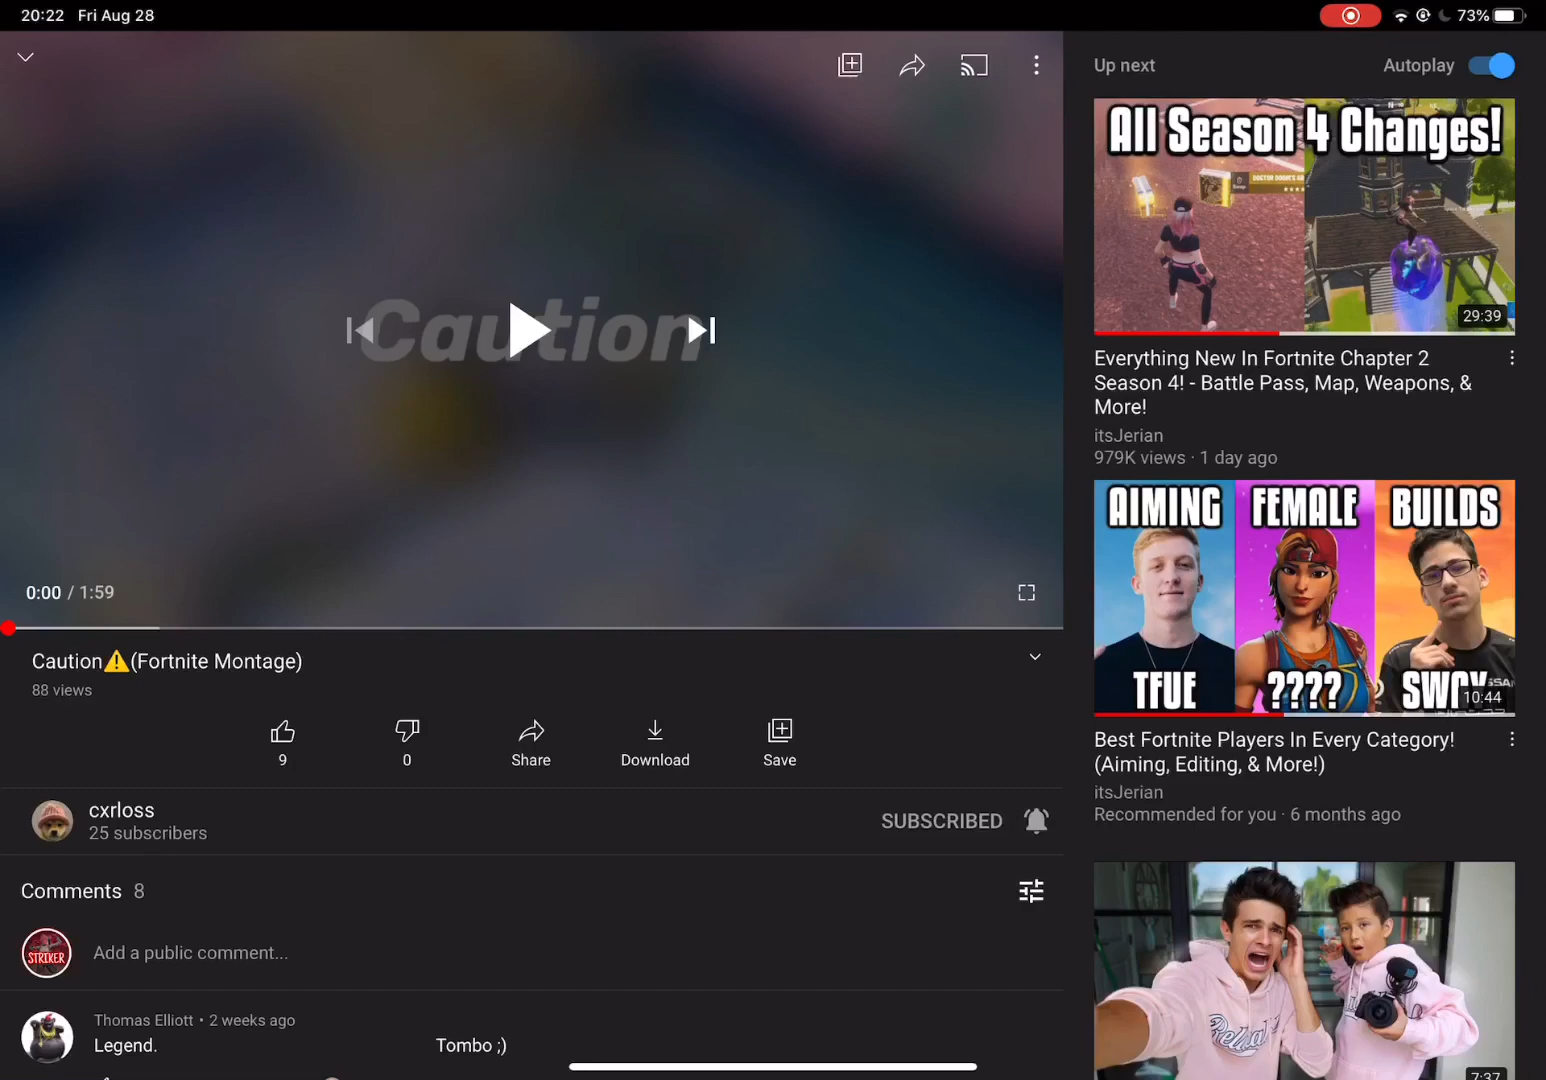 20:22 Fri Aug 28
73%
Caution
0:00 / 1:59
Caution⚠️(Fortnite Montage)
88 views
9
0
Share
Download
Save
cxrloss
25 subscribers
SUBSCRIBED
Comments 8
STRIKER
Add a public comment...
Thomas Elliott • 2 weeks ago
Legend. Tombo ;)
Up next
Autoplay
All Season 4 Changes!
29:39
Everything New In Fortnite Chapter 2
Season 4! - Battle Pass, Map, Weapons, &
More!
itsJerian
979K views · 1 day ago
AIMING FEMALE BUILDS
TFUE ???? SWAY
10:44
Best Fortnite Players In Every Category!
(Aiming, Editing, & More!)
itsJerian
Recommended for you · 6 months ago
7:37